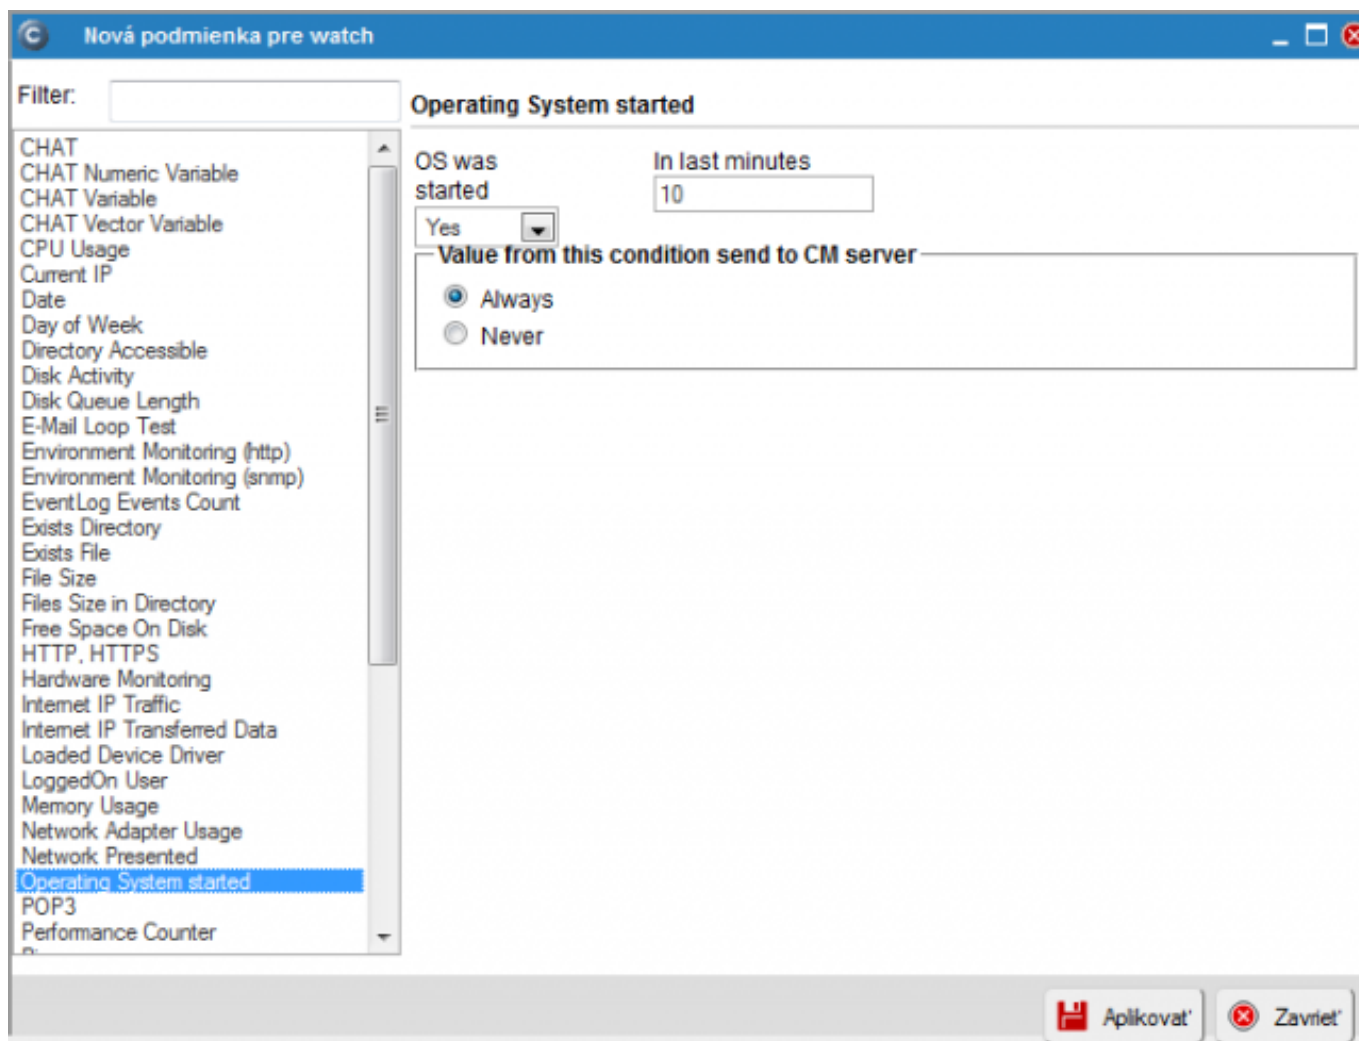 Nová podmienka pre watch
Filter:
CHAT
CHAT Numeric Variable
CHAT Variable
CHAT Vector Variable
CPU Usage
Current IP
Date
Day of Week
Directory Accessible
Disk Activity
Disk Queue Length
E-Mail Loop Test
Environment Monitoring (http)
Environment Monitoring (snmp)
EventLog Events Count
Exists Directory
Exists File
File Size
Files Size in Directory
Free Space On Disk
HTTP, HTTPS
Hardware Monitoring
Internet IP Traffic
Internet IP Transferred Data
Loaded Device Driver
LoggedOn User
Memory Usage
Network Adapter Usage
Network Presented
Operating System started
POP3
Performance Counter
Operating System started
OS was
started
Yes
In last minutes
10
Value from this condition send to CM server
Always
Never
Aplikovať
Zavrieť